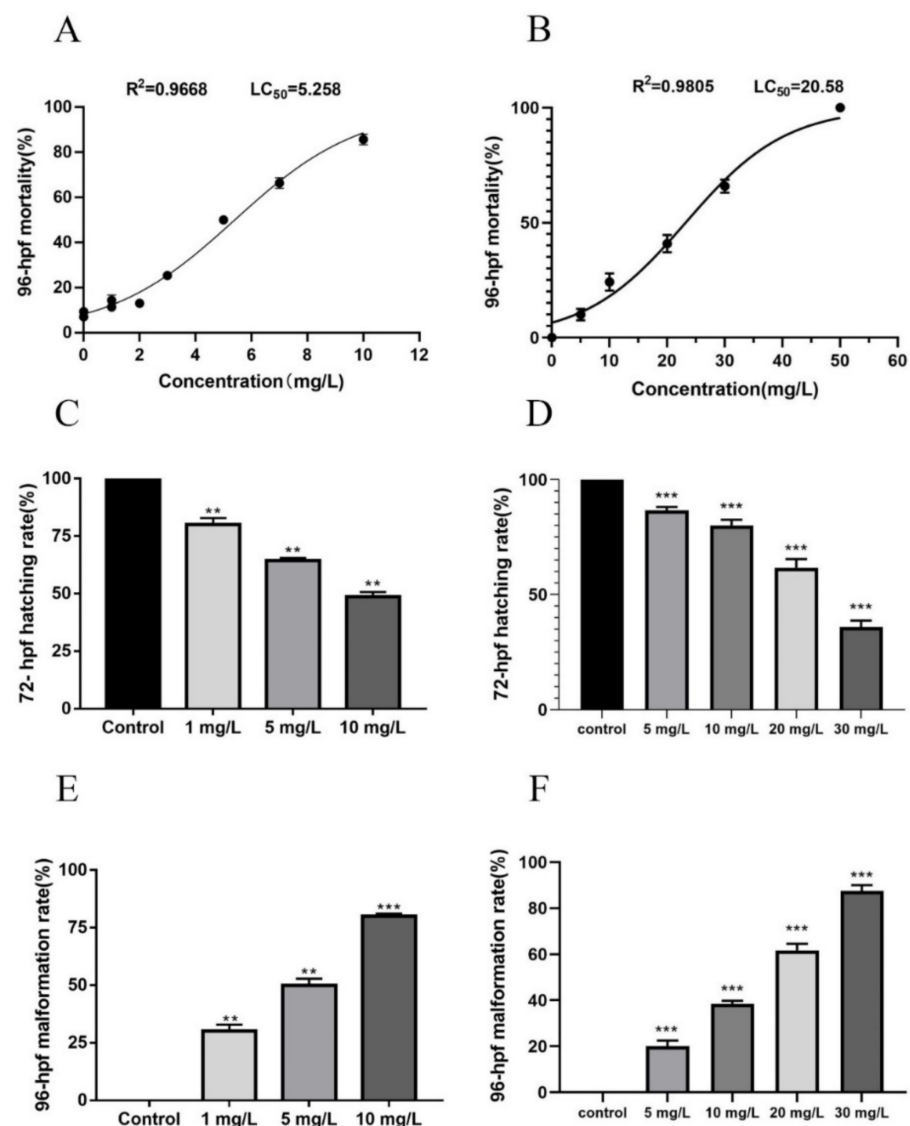 A
B
R²=0.9668 LC₅₀=5.258
R²=0.9805 LC₅₀=20.58
96-hpf mortality(%)
100
80
60
40
20
0
0 2 4 6 8 10 12
Concentration（mg/L）
96-hpf mortality(%)
100
50
0
0 10 20 30 40 50 60
Concentration(mg/L)
C
D
72- hpf hatching rate(%)
100
75
50
25
0
**
**
**
Control 1 mg/L 5 mg/L 10 mg/L
72-hpf hatching rate(%)
100
50
0
***
***
***
***
control 5 mg/L 10 mg/L 20 mg/L 30 mg/L
E
F
96-hpf malformation rate(%)
100
75
50
25
0
**
**
***
Control 1 mg/L 5 mg/L 10 mg/L
96-hpf malformation rate(%)
100
80
60
40
20
0
***
***
***
***
control 5 mg/L 10 mg/L 20 mg/L 30 mg/L